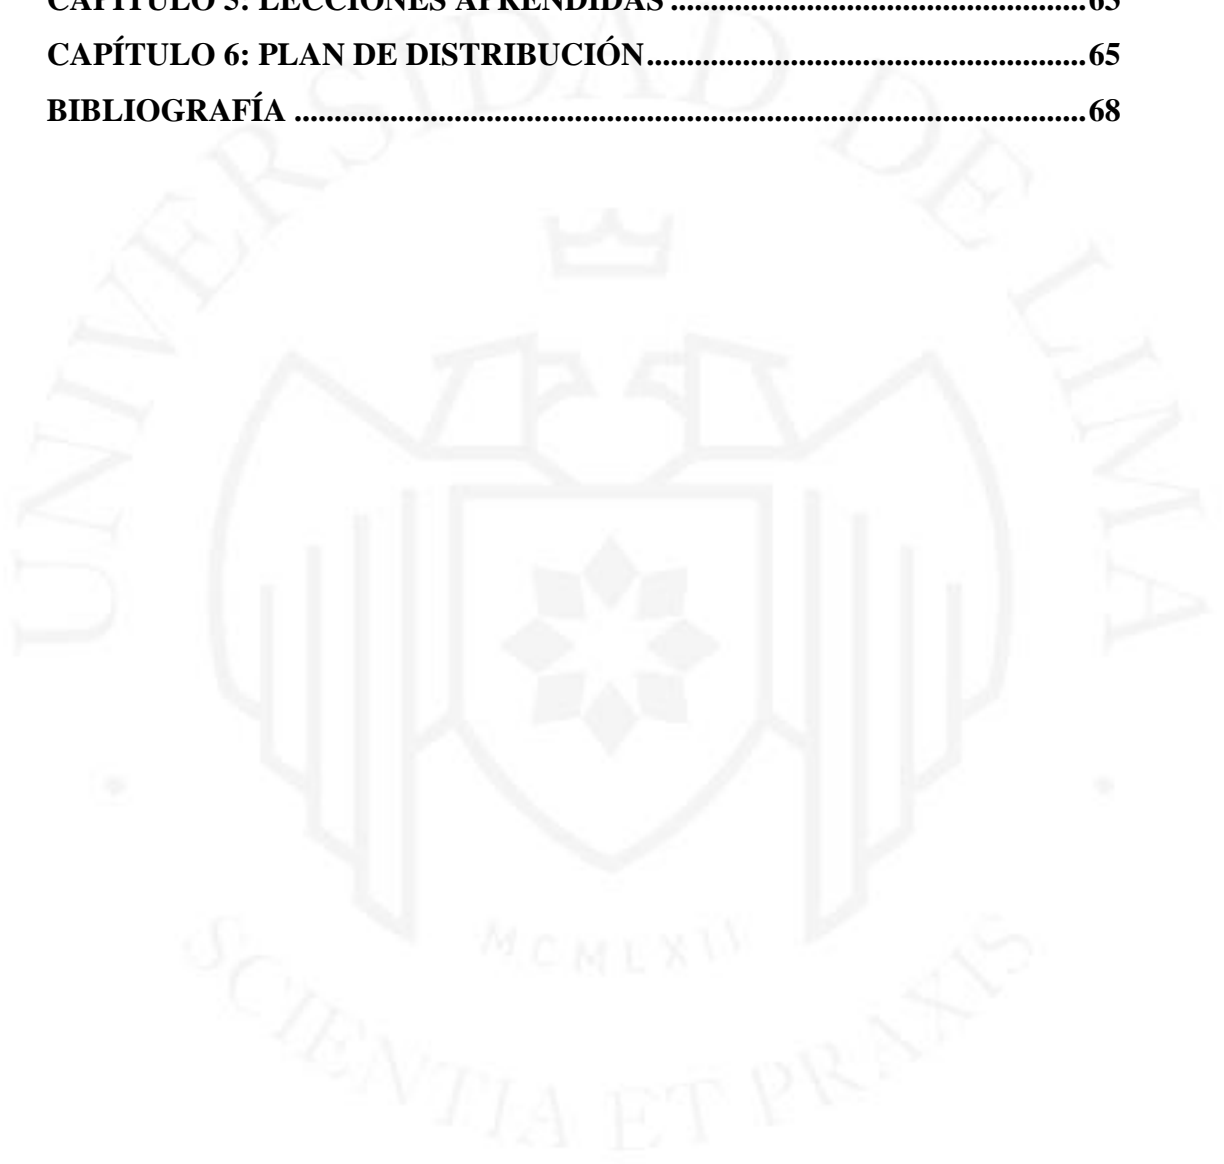 CAPÍTULO 5: LECCIONES APRENDIDAS ....................................................
CAPÍTULO 6: PLAN DE DISTRIBUCIÓN.......................................................65
BIBLIOGRAFÍA ...................................................................................................68
UNIVERSIDAD DE LIMA
MCMLXII
SCIENTIA ET PRAXIS